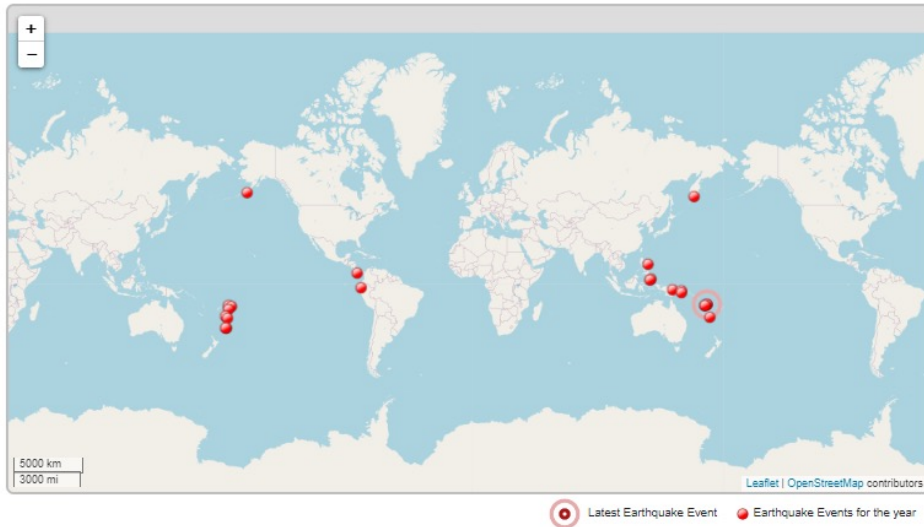 +
−
5000 km
3000 mi
Leaflet | OpenStreetMap contributors
Latest Earthquake Event
Earthquake Events for the year